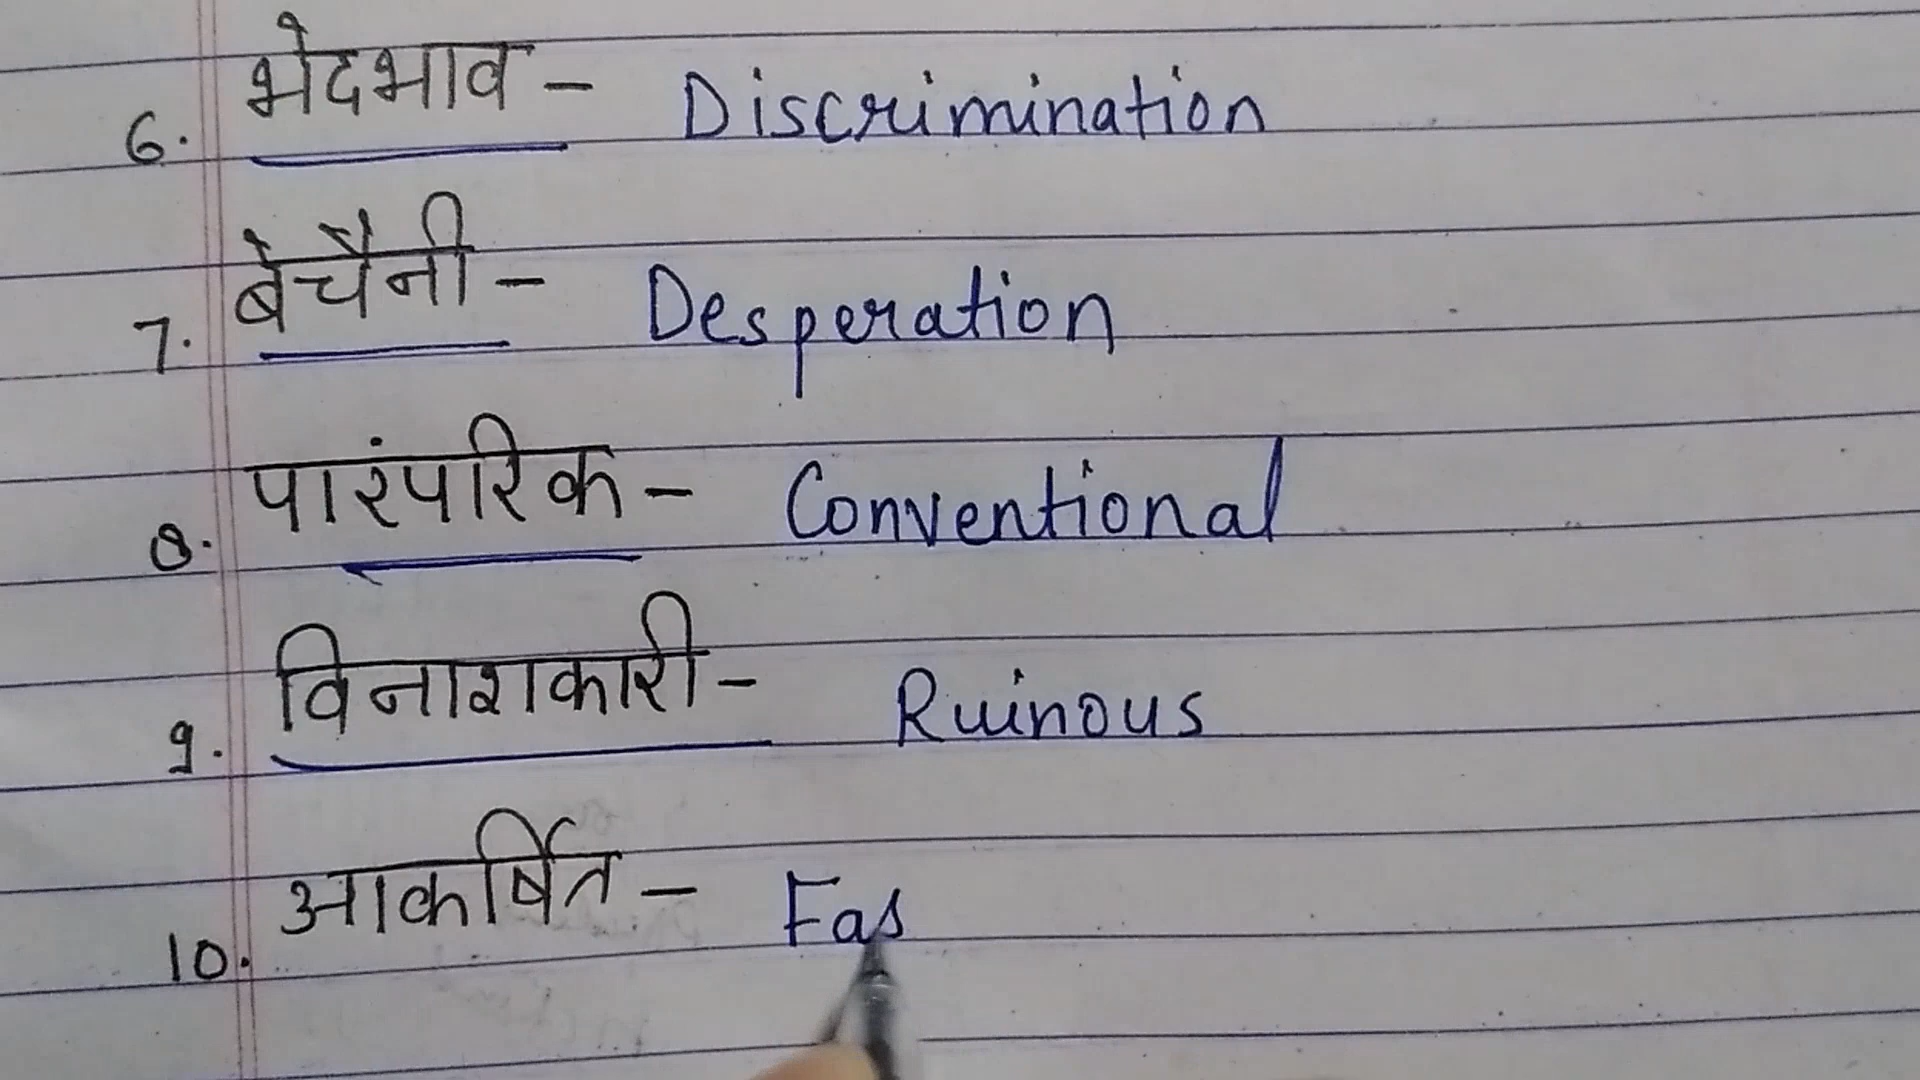 6. भेदभाव - Discrimination
7. बेचैनी - Desperation
8. पारंपरिक - Conventional
9. विनाशकारी - Ruinous
10. आकर्षित - Fas